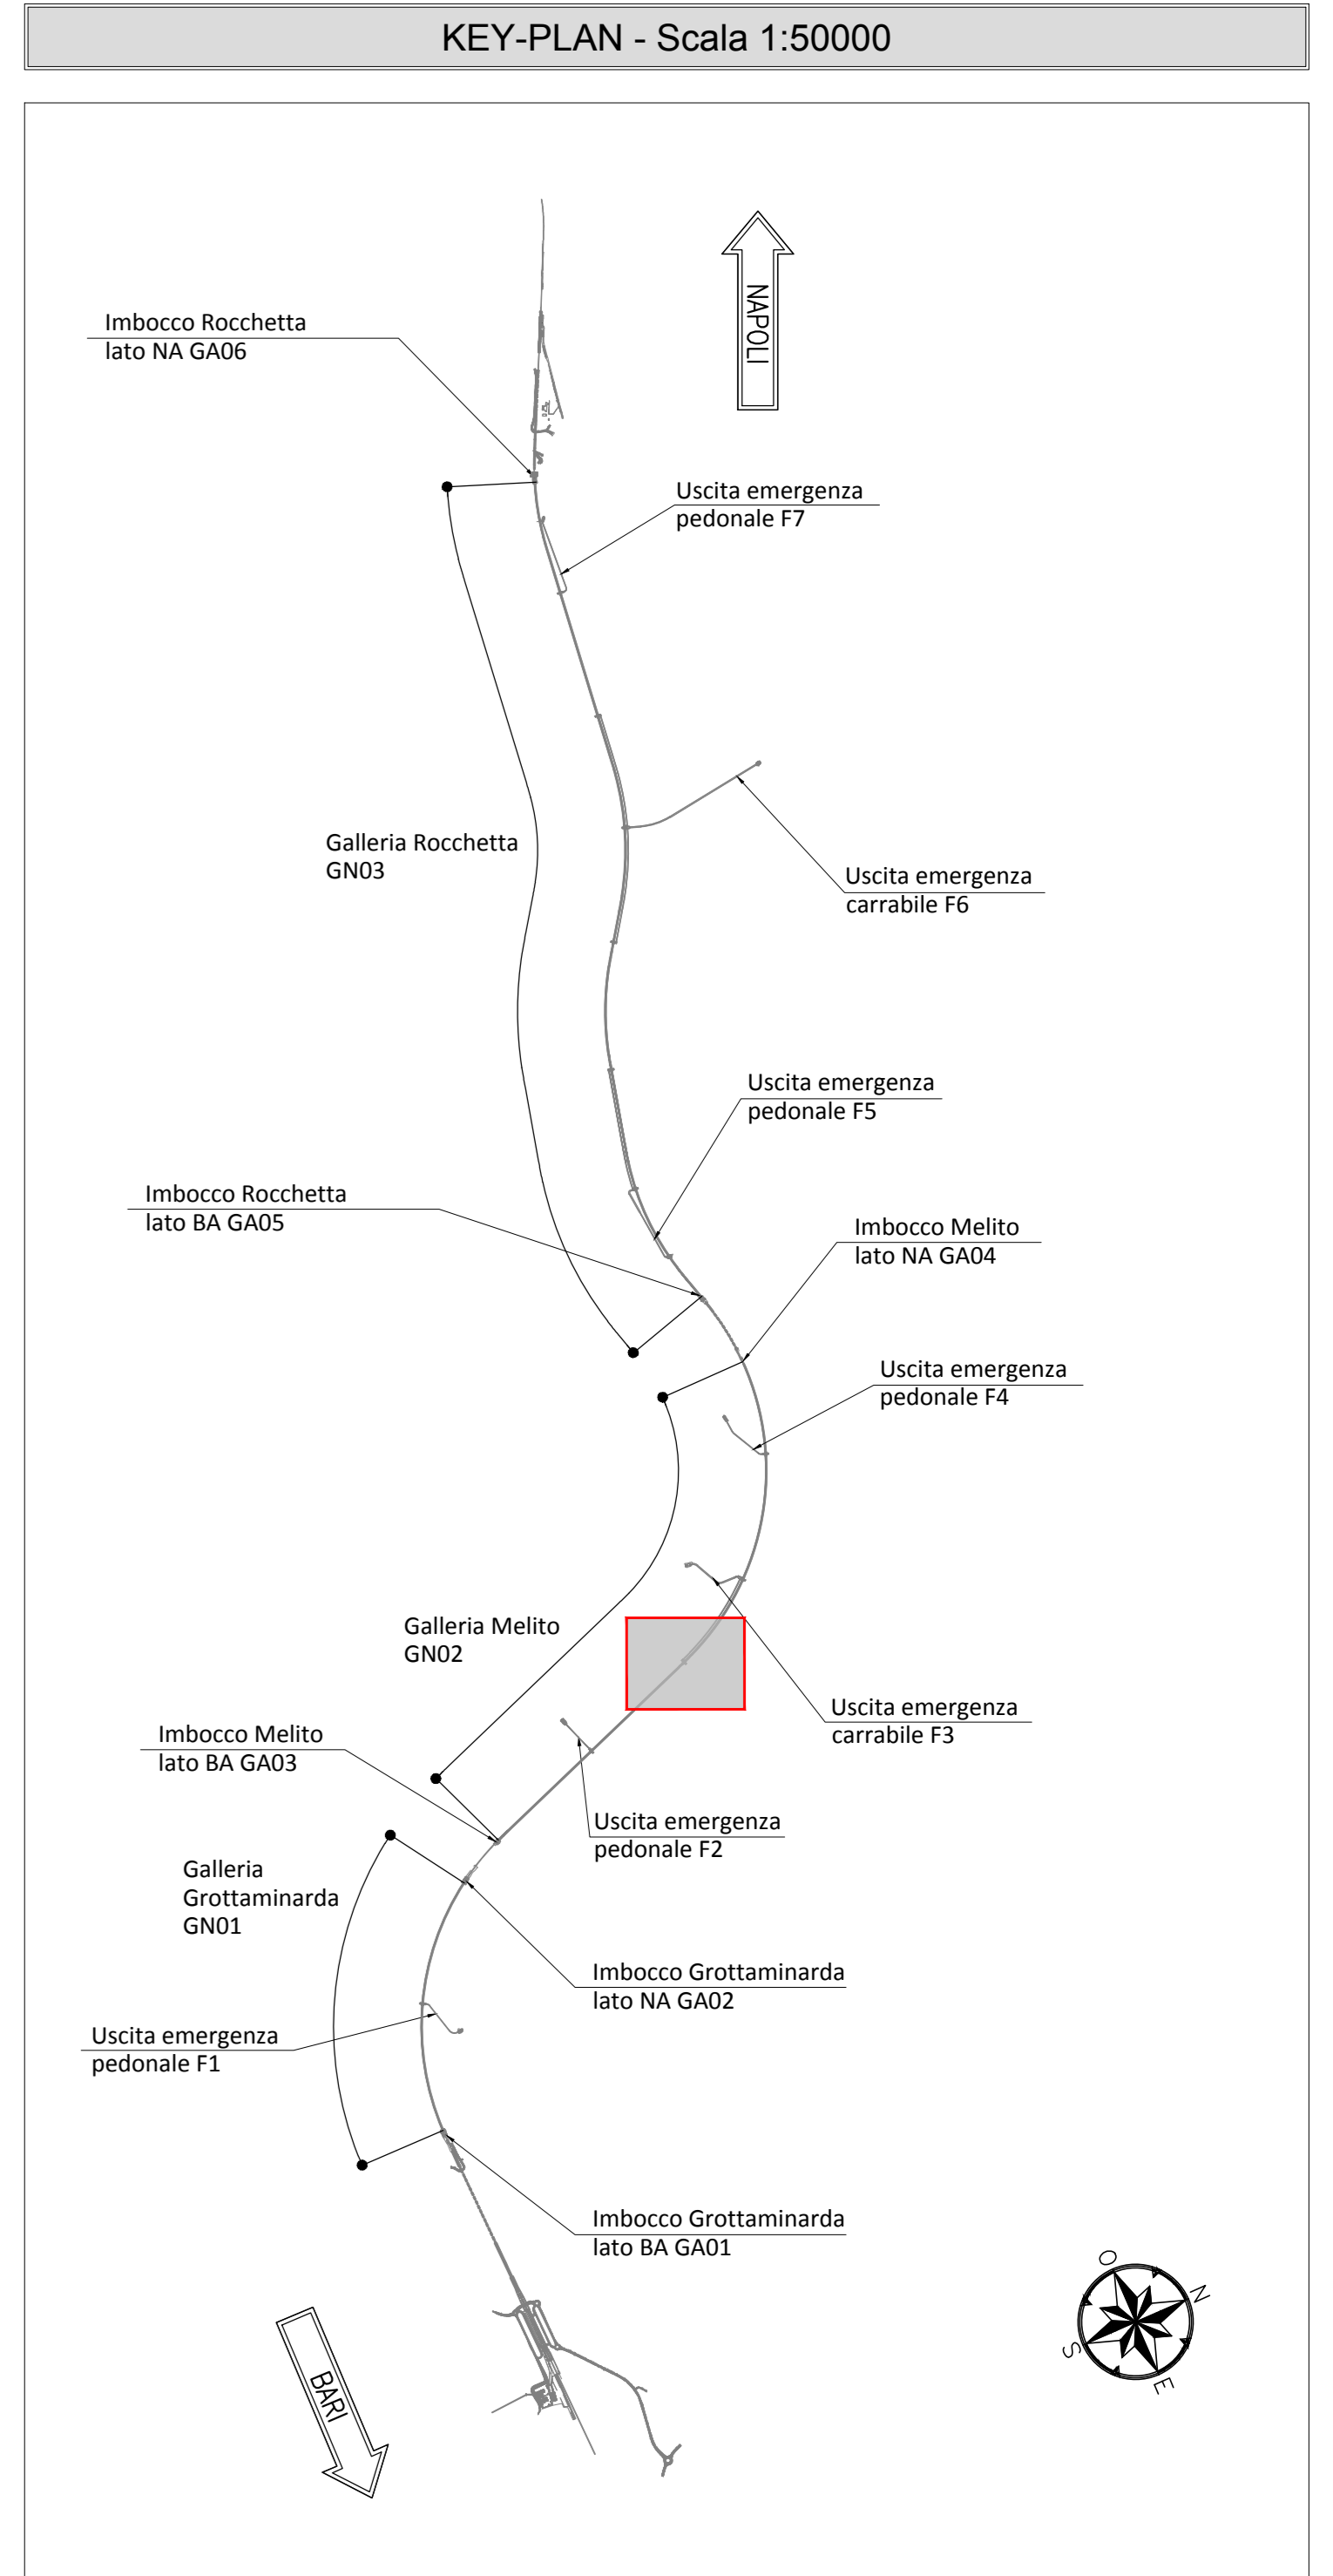 KEY-PLAN - Scala 1:50000
NAPOLI
Imbocco Rocchetta
lato NA GA06
Uscita emergenza
pedonale F7
Galleria Rocchetta
GN03
Uscita emergenza
carrabile F6
Uscita emergenza
pedonale F5
Imbocco Rocchetta
lato BA GA05
Imbocco Melito
lato NA GA04
Uscita emergenza
pedonale F4
Galleria Melito
GN02
Uscita emergenza
carrabile F3
Imbocco Melito
lato BA GA03
Uscita emergenza
pedonale F2
Galleria
Grottaminarda
GN01
Imbocco Grottaminarda
lato NA GA02
Uscita emergenza
pedonale F1
Imbocco Grottaminarda
lato BA GA01
O
N
S
E
BARI